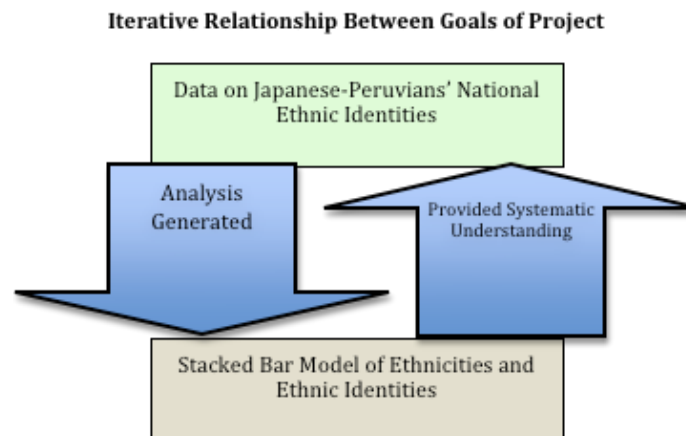 Iterative Relationship Between Goals of Project
Data on Japanese-Peruvians' National
Ethnic Identities
Analysis
Generated
Provided Systematic
Understanding
Stacked Bar Model of Ethnicities and
Ethnic Identities